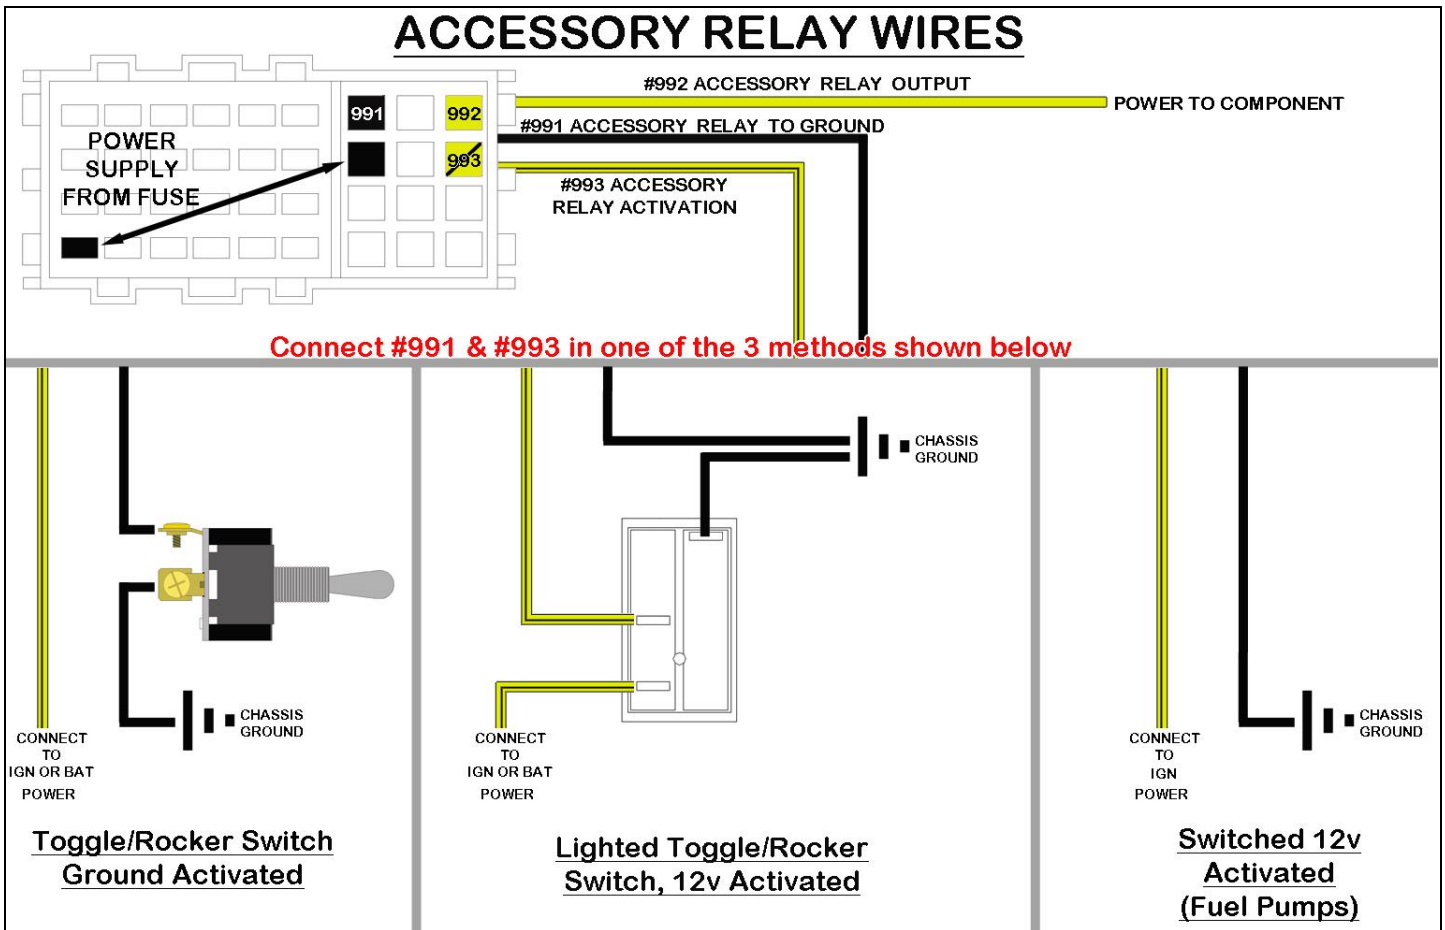 ACCESSORY RELAY WIRES
#992 ACCESSORY RELAY OUTPUT
POWER TO COMPONENT
991
992
#991 ACCESSORY RELAY TO GROUND
POWER
SUPPLY
FROM FUSE
993
#993 ACCESSORY
RELAY ACTIVATION
Connect #991 & #993 in one of the 3 methods shown below
CHASSIS
GROUND
CONNECT
TO
IGN OR BAT
POWER
Toggle/Rocker Switch
Ground Activated
CHASSIS
GROUND
CONNECT
TO
IGN OR BAT
POWER
Lighted Toggle/Rocker
Switch, 12v Activated
CHASSIS
GROUND
CONNECT
TO
IGN
POWER
Switched 12v
Activated
(Fuel Pumps)